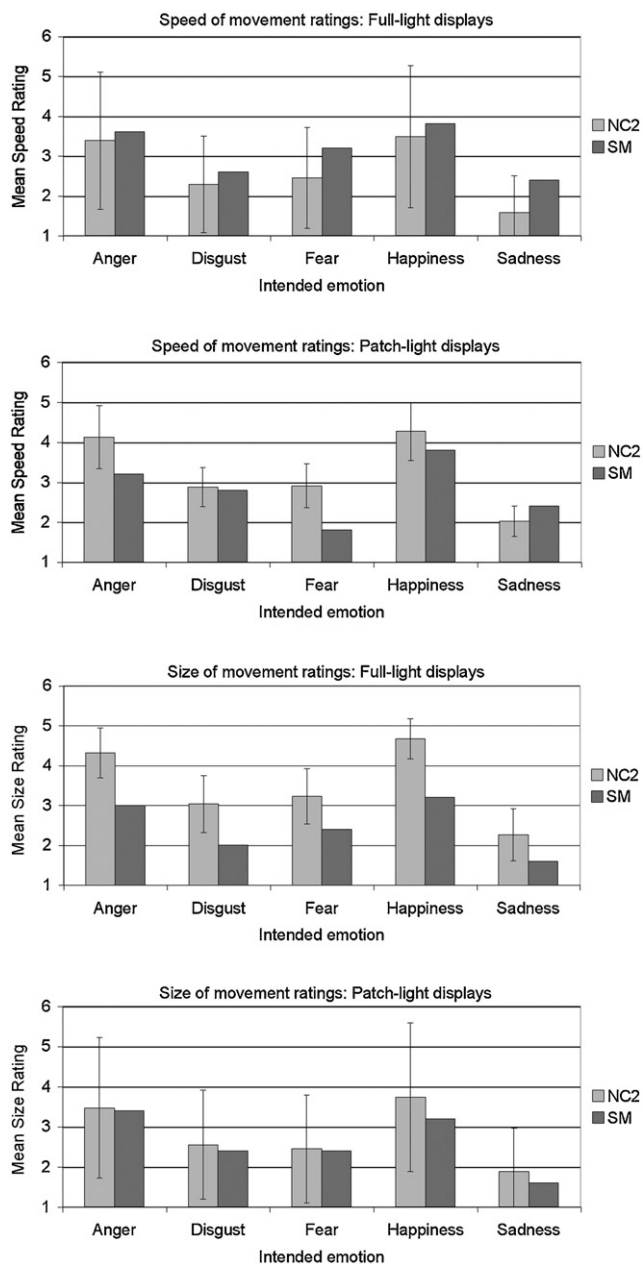 Speed of movement ratings: Full-light displays
6
5
4
3
2
1
Mean Speed Rating
NC2
SM
Anger Disgust Fear Happiness Sadness
Intended emotion
Speed of movement ratings: Patch-light displays
6
5
4
3
2
1
Mean Speed Rating
NC2
SM
Anger Disgust Fear Happiness Sadness
Intended emotion
Size of movement ratings: Full-light displays
6
5
4
3
2
1
Mean Size Rating
NC2
SM
Anger Disgust Fear Happiness Sadness
Intended emotion
Size of movement ratings: Patch-light displays
6
5
4
3
2
1
Mean Size Rating
NC2
SM
Anger Disgust Fear Happiness Sadness
Intended emotion